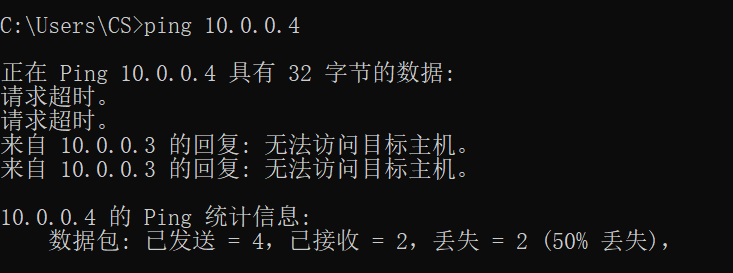 C:\Users\CS>ping 10.0.0.4
正在 Ping 10.0.0.4 具有 32 字节的数据:
请求超时。
请求超时。
来自 10.0.0.3 的回复: 无法访问目标主机。
来自 10.0.0.3 的回复: 无法访问目标主机。
10.0.0.4 的 Ping 统计信息:
    数据包: 已发送 = 4，已接收 = 2，丢失 = 2 (50% 丢失)，